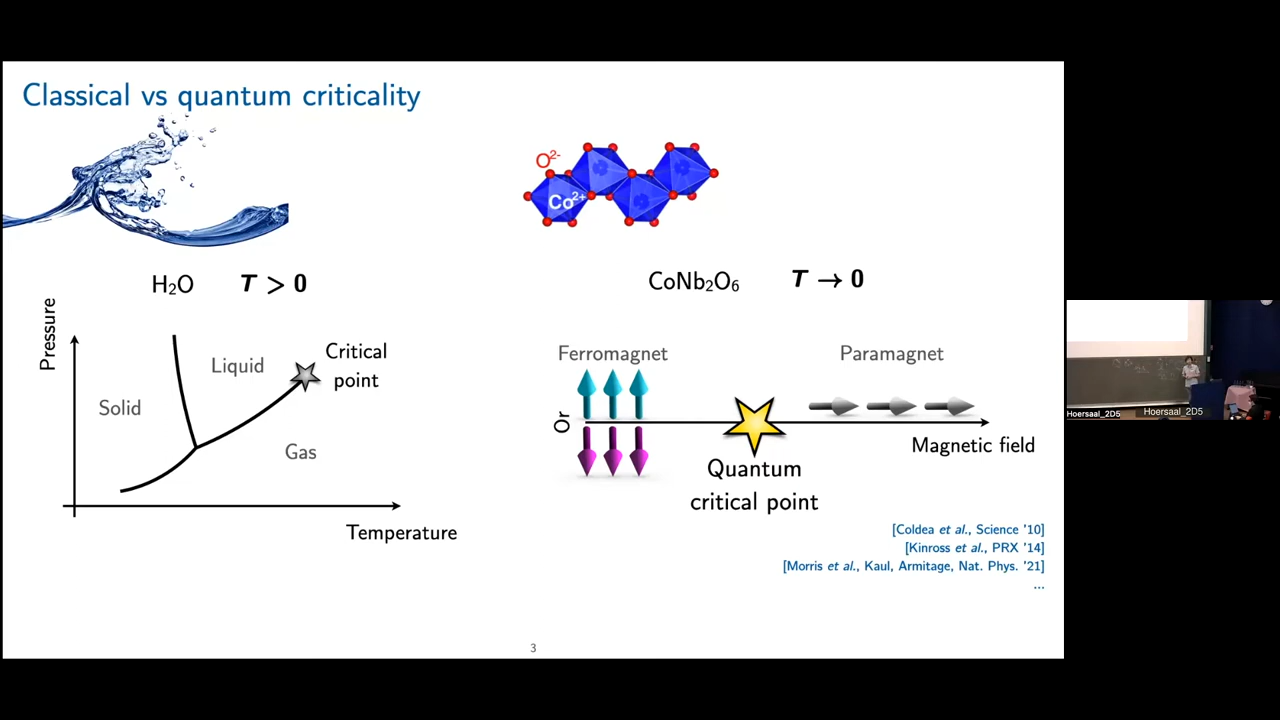 Classical vs quantum criticality
O²⁻
Co²⁺
H₂O T > 0
CoNb₂O₆ T → 0
Pressure
Solid
Liquid
Critical
point
Gas
Temperature
Ferromagnet
Paramagnet
Or
Magnetic field
Quantum
critical point
[Coldea et al., Science '10]
[Kinross et al., PRX '14]
[Morris et al., Kaul, Armitage, Nat. Phys. '21]
...
3
Hoersaal_2D5
Hoersaal_2D5